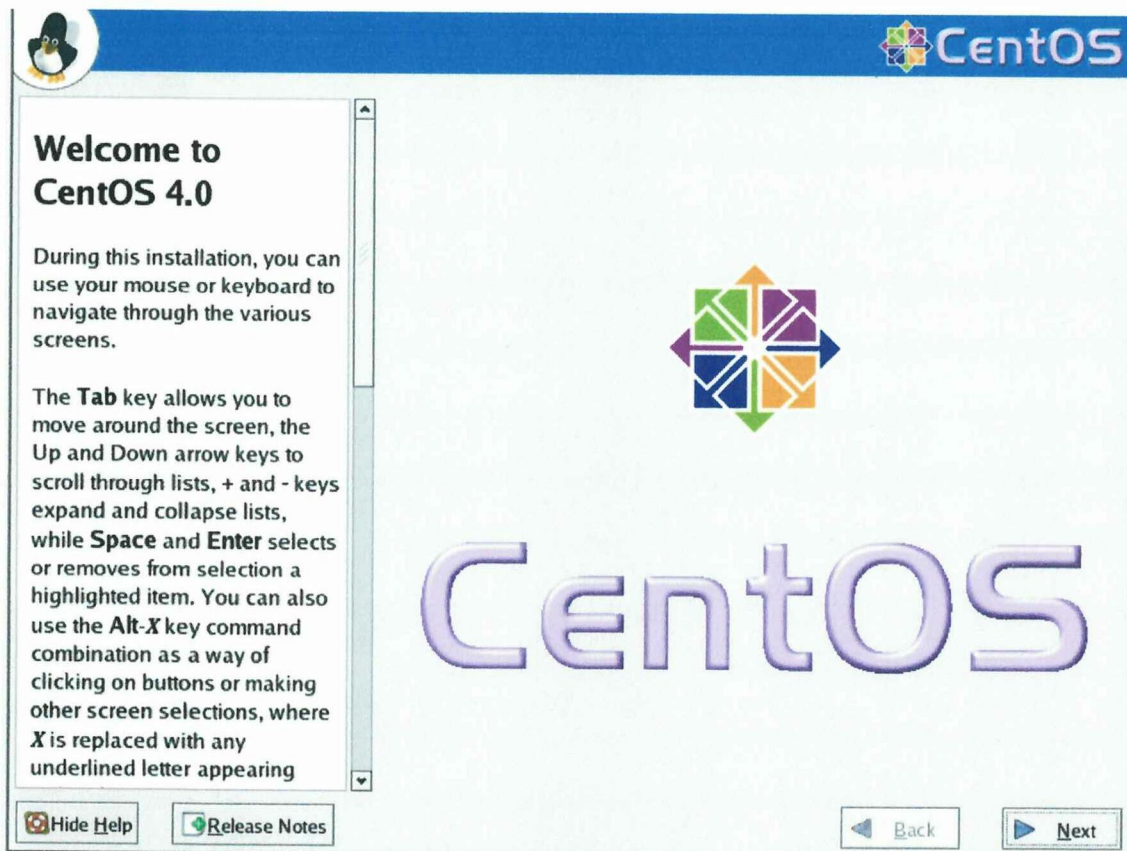 CentOS
Welcome to
CentOS 4.0
During this installation, you can
use your mouse or keyboard to
navigate through the various
screens.
The Tab key allows you to
move around the screen, the
Up and Down arrow keys to
scroll through lists, + and - keys
expand and collapse lists,
while Space and Enter selects
or removes from selection a
highlighted item. You can also
use the Alt-X key command
combination as a way of
clicking on buttons or making
other screen selections, where
X is replaced with any
underlined letter appearing
CentOS
Hide Help
Release Notes
Back
Next